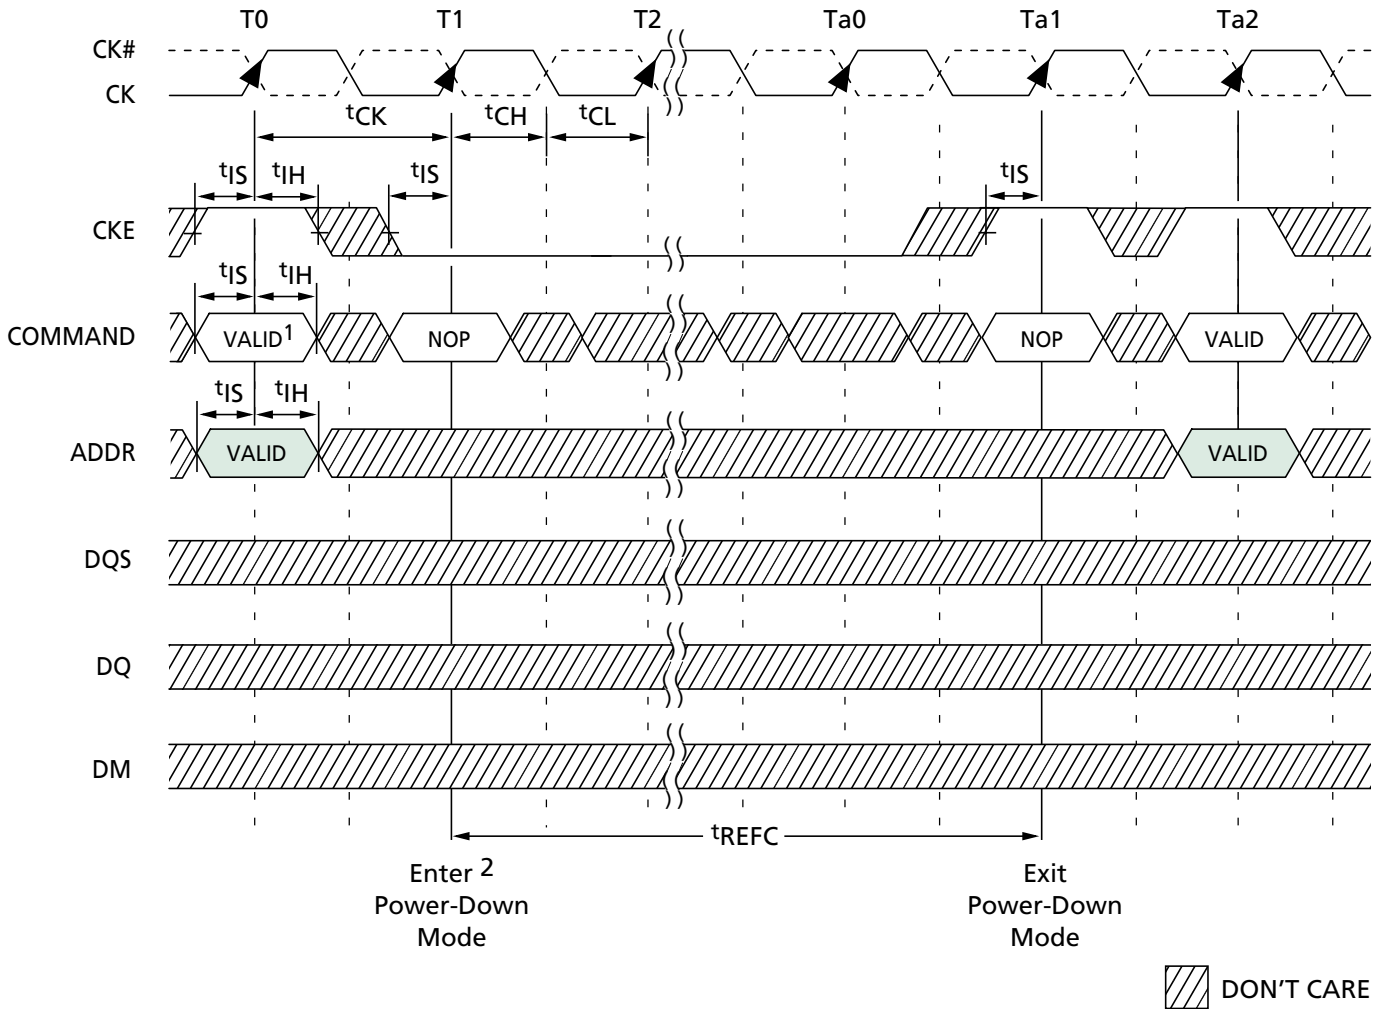 T0 T1 T2 Ta0 Ta1 Ta2
CK#
CK
tCK tCH tCL
tIS tIH tIS tIS
CKE
tIS tIH
COMMAND VALID1 NOP NOP VALID
tIS tIH
ADDR VALID VALID
DQS
DQ
DM
tREFC
Enter 2
Power-Down
Mode
Exit
Power-Down
Mode
DON'T CARE